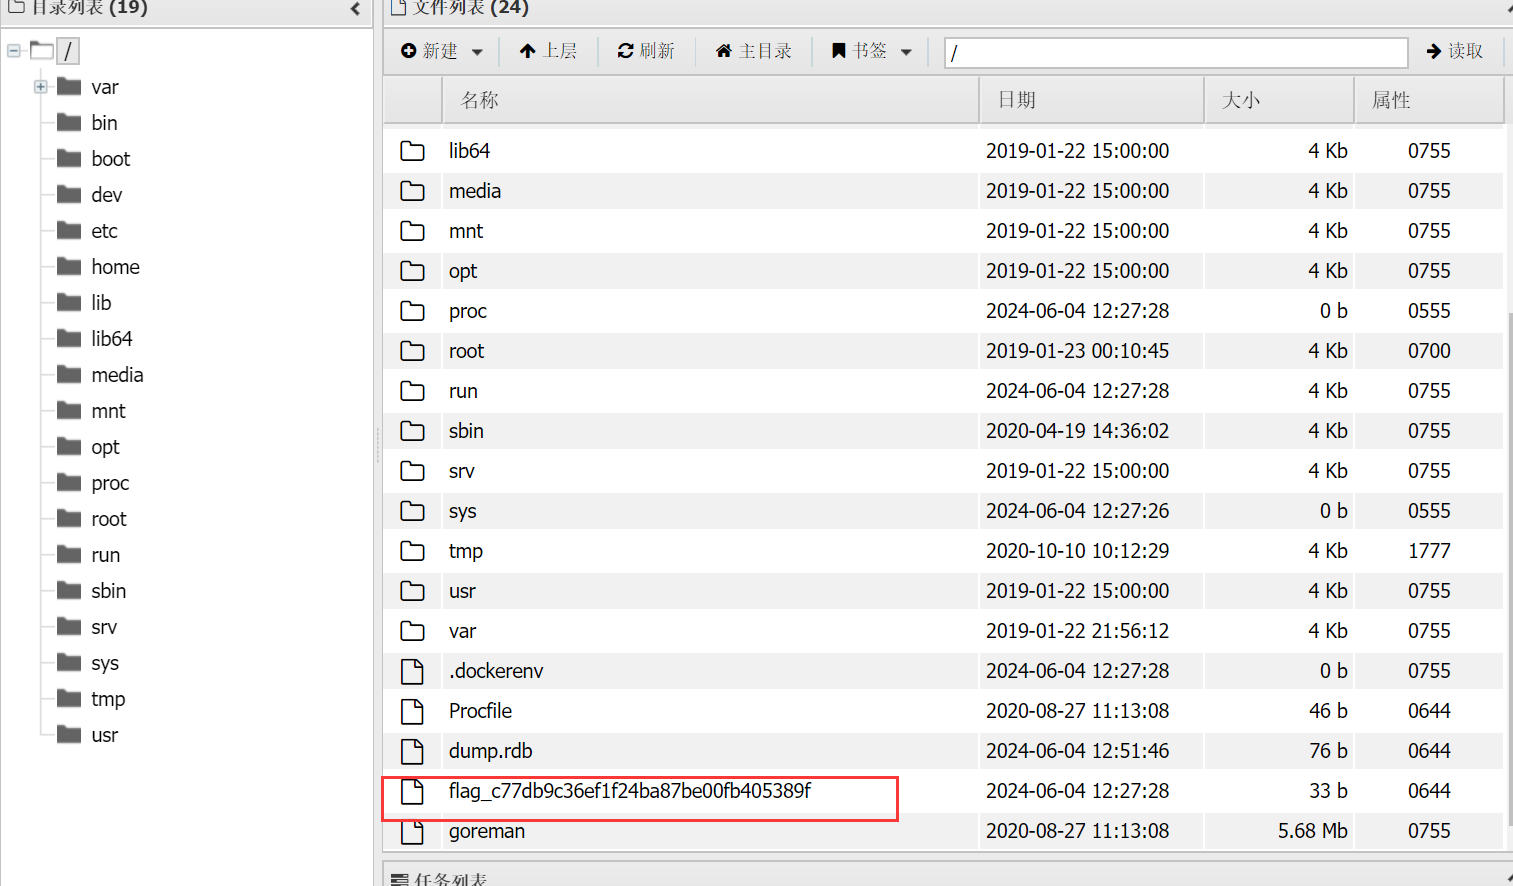 目录列表 (19)
/
var
bin
boot
dev
etc
home
lib
lib64
media
mnt
opt
proc
root
run
sbin
srv
sys
tmp
usr
文件列表 (24)
新建 上层 刷新 主目录 书签 / 读取
名称 日期 大小 属性
lib64 2019-01-22 15:00:00 4 Kb 0755
media 2019-01-22 15:00:00 4 Kb 0755
mnt 2019-01-22 15:00:00 4 Kb 0755
opt 2019-01-22 15:00:00 4 Kb 0755
proc 2024-06-04 12:27:28 0 b 0555
root 2019-01-23 00:10:45 4 Kb 0700
run 2024-06-04 12:27:28 4 Kb 0755
sbin 2020-04-19 14:36:02 4 Kb 0755
srv 2019-01-22 15:00:00 4 Kb 0755
sys 2024-06-04 12:27:26 0 b 0555
tmp 2020-10-10 10:12:29 4 Kb 1777
usr 2019-01-22 15:00:00 4 Kb 0755
var 2019-01-22 21:56:12 4 Kb 0755
.dockerenv 2024-06-04 12:27:28 0 b 0755
Procfile 2020-08-27 11:13:08 46 b 0644
dump.rdb 2024-06-04 12:51:46 76 b 0644
flag_c77db9c36ef1f24ba87be00fb405389f 2024-06-04 12:27:28 33 b 0644
goreman 2020-08-27 11:13:08 5.68 Mb 0755
任务列表